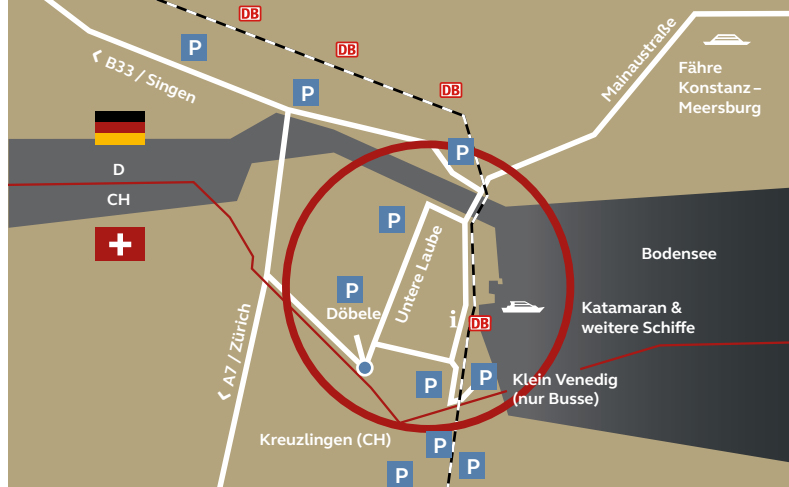 DB
P
DB
‹ B33 / Singen
P
DB
Mainaustraße
Fähre
Konstanz –
Meersburg
P
D
CH
P
Untere Laube
Bodensee
P
Döbele
i
DB
Katamaran &
weitere Schiffe
‹ A7 / Zürich
P
P
Klein Venedig
(nur Busse)
Kreuzlingen (CH)
P
P
P